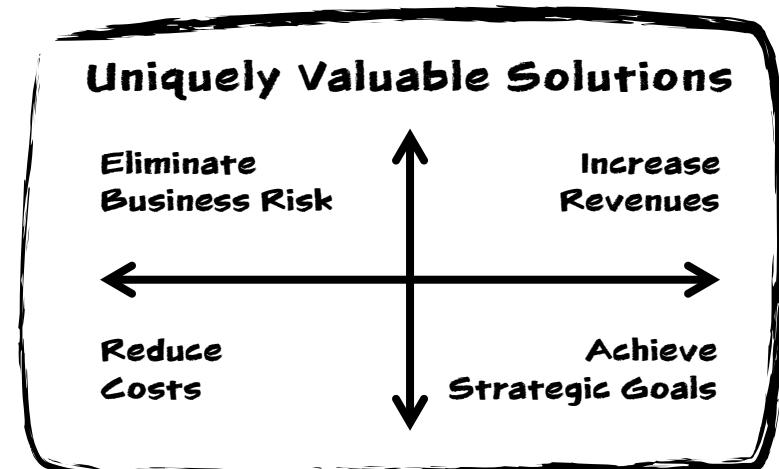 Uniquely Valuable Solutions
Eliminate
Business Risk
Increase
Revenues
Reduce
Costs
Achieve
Strategic Goals